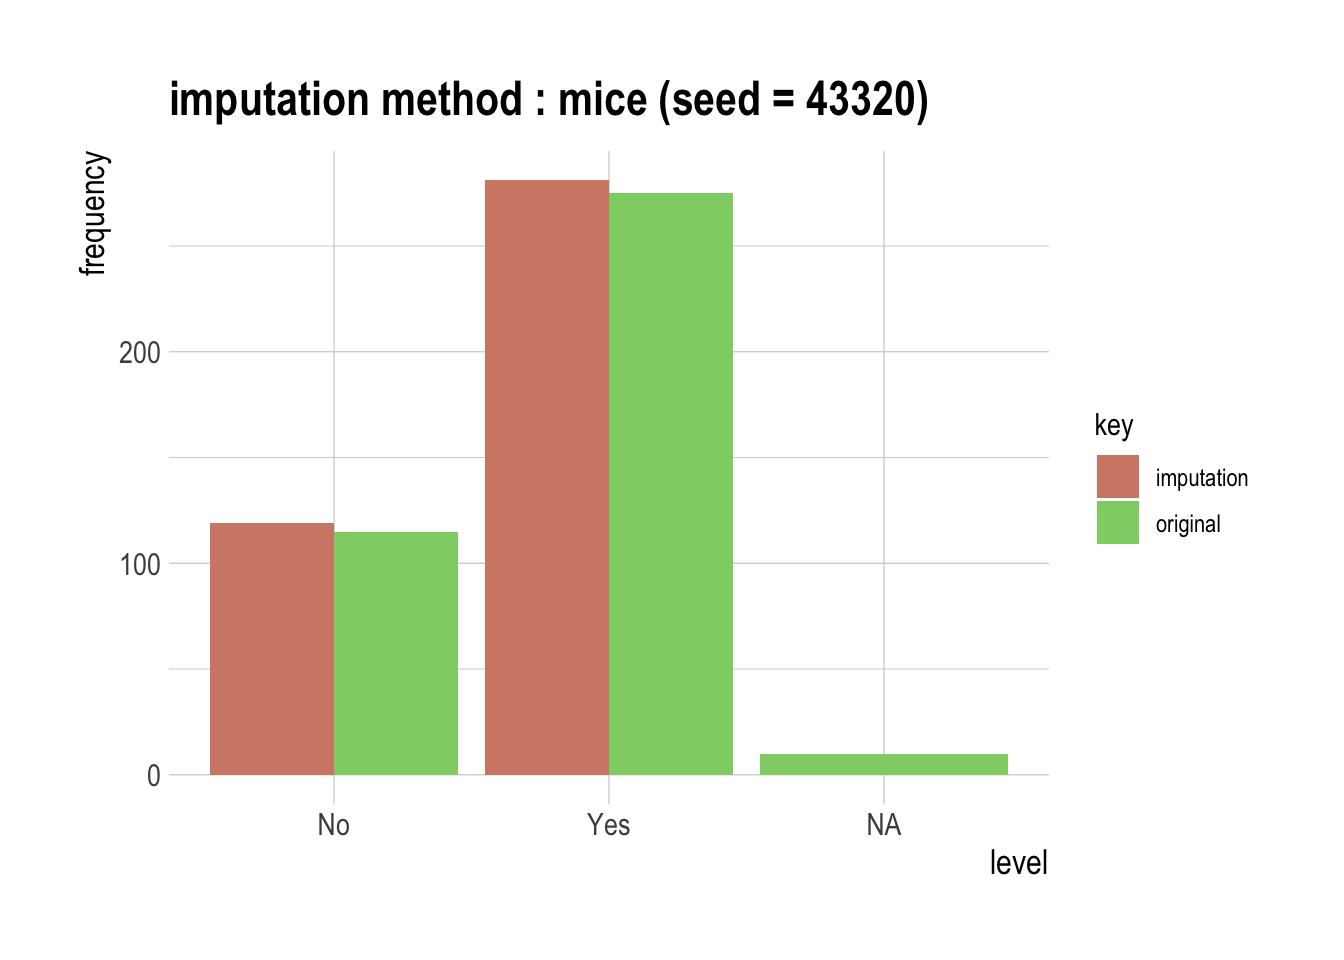 imputation method : mice (seed = 43320)
frequency
200
100
0
No
Yes
NA
level
key
imputation
original